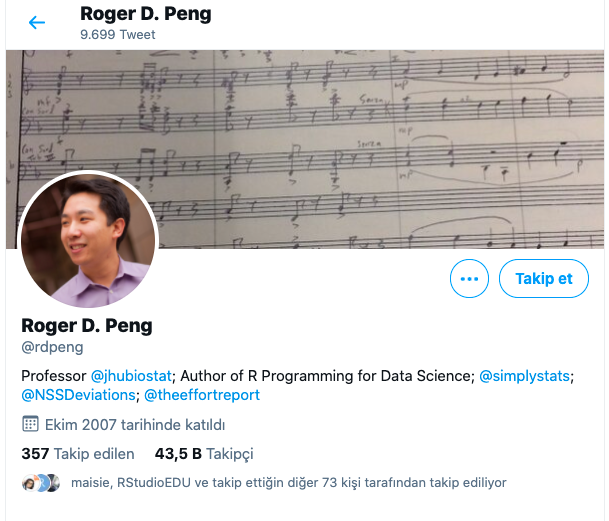 Roger D. Peng
9.699 Tweet
Takip et
Roger D. Peng
@rdpeng
Professor @jhubiostat; Author of R Programming for Data Science; @simplystats;
@NSSDeviations; @theeffortreport
Ekim 2007 tarihinde katıldı
357 Takip edilen 43,5 B Takipçi
maisie, RStudioEDU ve takip ettiğin diğer 73 kişi tarafından takip ediliyor